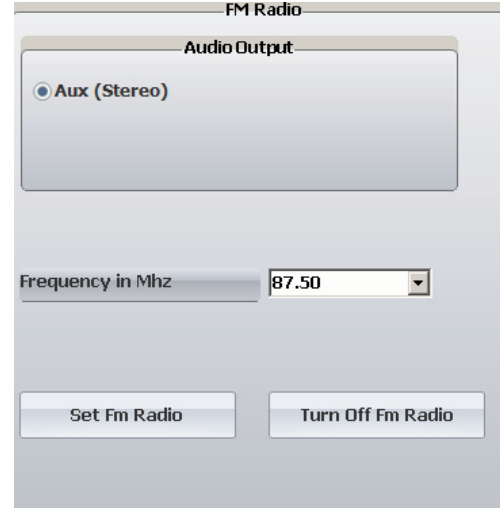 FM Radio
Audio Output
Aux (Stereo)
Frequency in Mhz 87.50
Set Fm Radio Turn Off Fm Radio